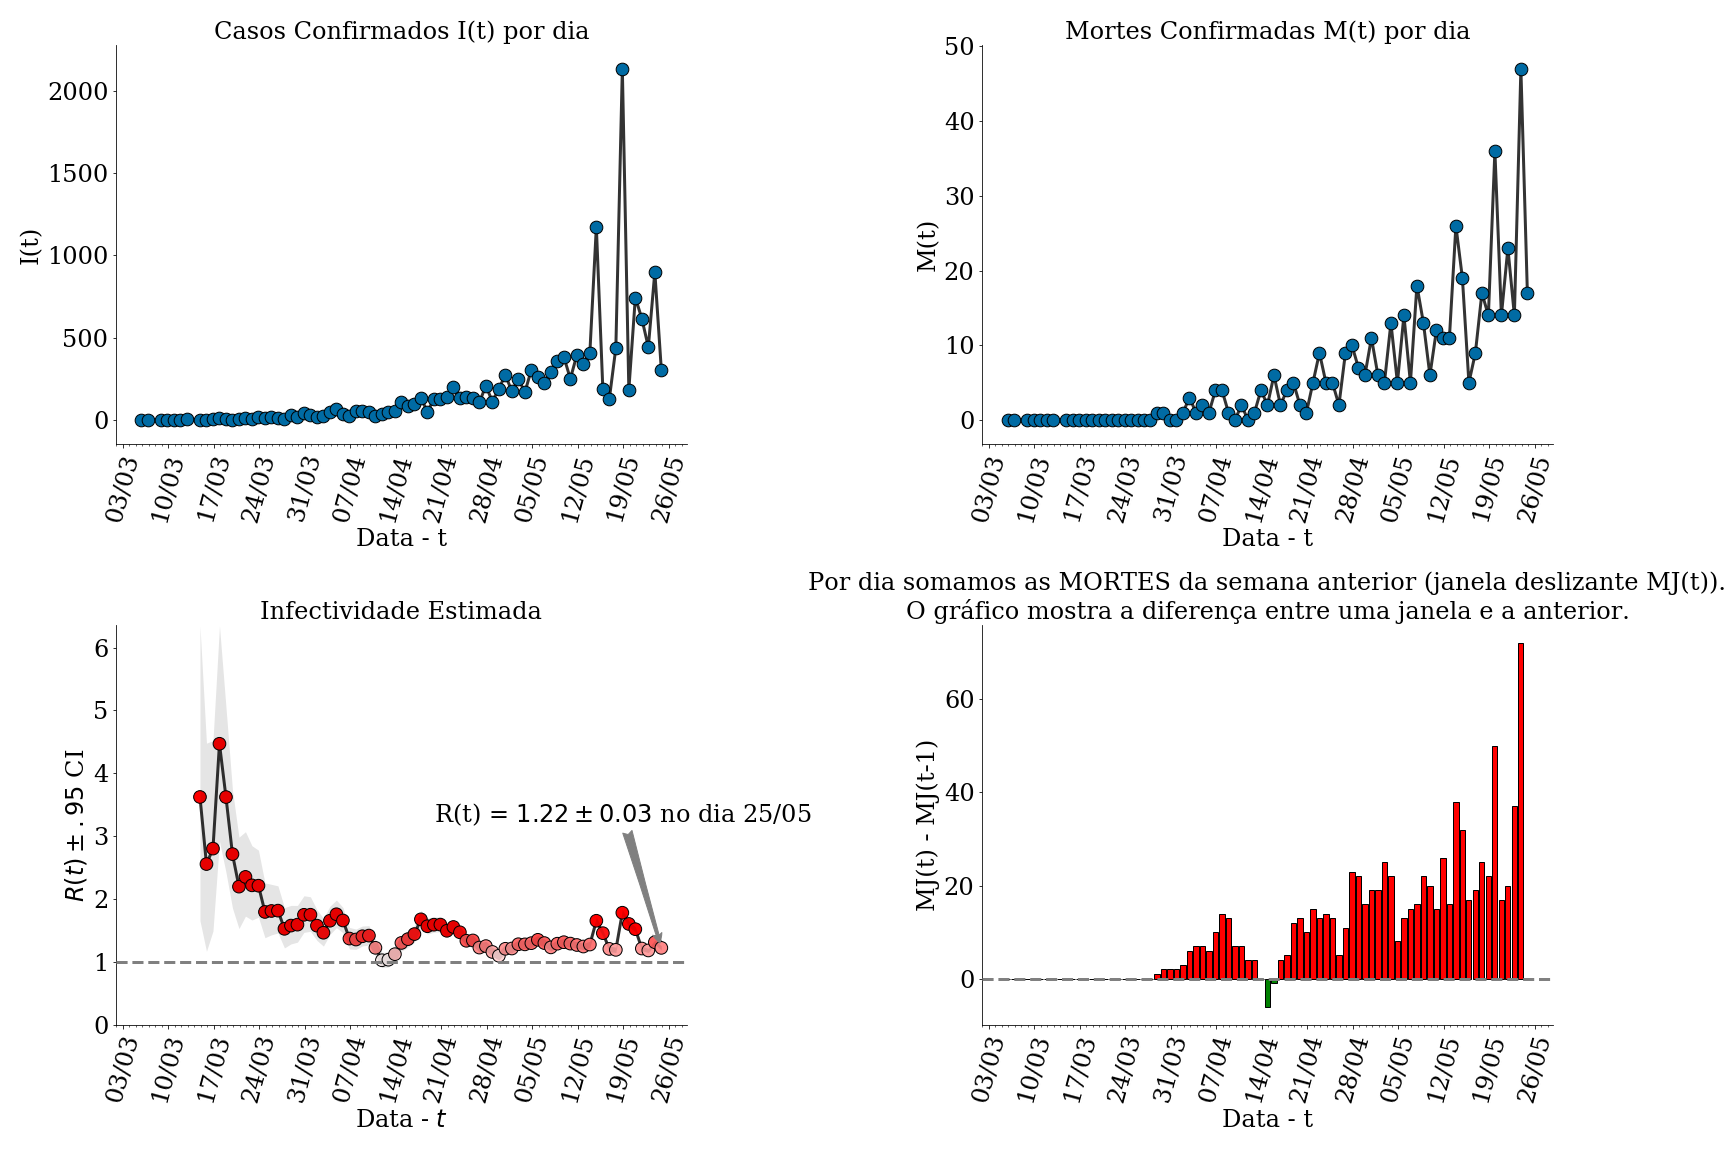 Casos Confirmados I(t) por dia
I(t)
2000
1500
1000
500
0
03/03 10/03 17/03 24/03 31/03 07/04 14/04 21/04 28/04 05/05 12/05 19/05 26/05
Data - t
Mortes Confirmadas M(t) por dia
M(t)
50
40
30
20
10
0
03/03 10/03 17/03 24/03 31/03 07/04 14/04 21/04 28/04 05/05 12/05 19/05 26/05
Data - t
Infectividade Estimada
R(t) ± .95 CI
6
5
4
3
2
1
0
R(t) = 1.22 ± 0.03 no dia 25/05
03/03 10/03 17/03 24/03 31/03 07/04 14/04 21/04 28/04 05/05 12/05 19/05 26/05
Data - t
Por dia somamos as MORTES da semana anterior (janela deslizante MJ(t)).
O gráfico mostra a diferença entre uma janela e a anterior.
MJ(t) - MJ(t-1)
60
40
20
0
03/03 10/03 17/03 24/03 31/03 07/04 14/04 21/04 28/04 05/05 12/05 19/05 26/05
Data - t